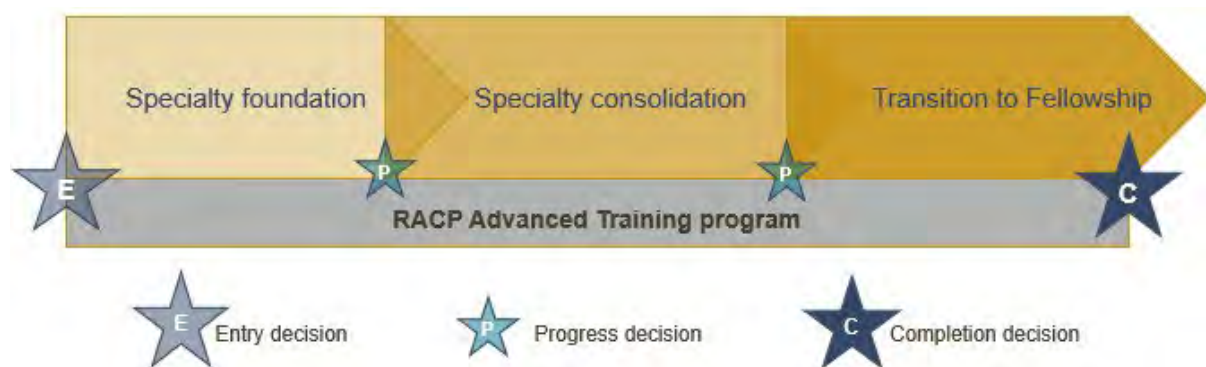 Specialty foundation
Specialty consolidation
Transition to Fellowship
E
P
P
C
RACP Advanced Training program
E Entry decision
P Progress decision
C Completion decision